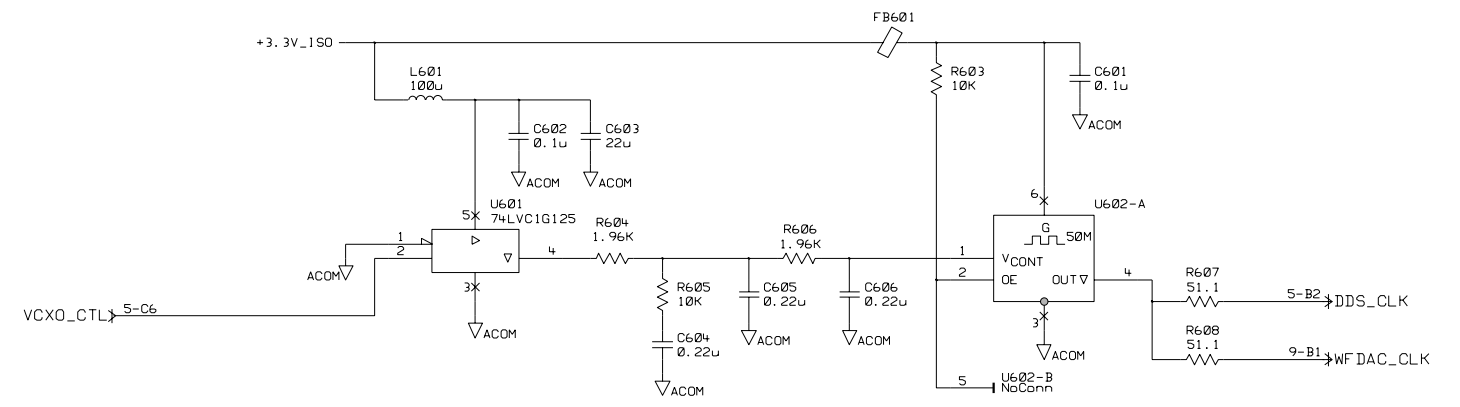 FB601
+3.3V_ISO
L601
100u
R603
10K
C601
0.1u
ACOM
C602
0.1u
C603
22u
ACOM
ACOM
6
U602-A
5
U601
74LVC1G125
G
50M
1
2
4
R604
1.96K
R606
1.96K
1
VCONT
2
OE
OUT
4
ACOM
3
R605
10K
C605
0.22u
C606
0.22u
R607
51.1
5-B2
DDS_CLK
VCXO_CTL
5-C6
ACOM
3
R608
51.1
C604
0.22u
ACOM
ACOM
ACOM
9-B1
WFDAC_CLK
ACOM
5
U602-B
NoConn